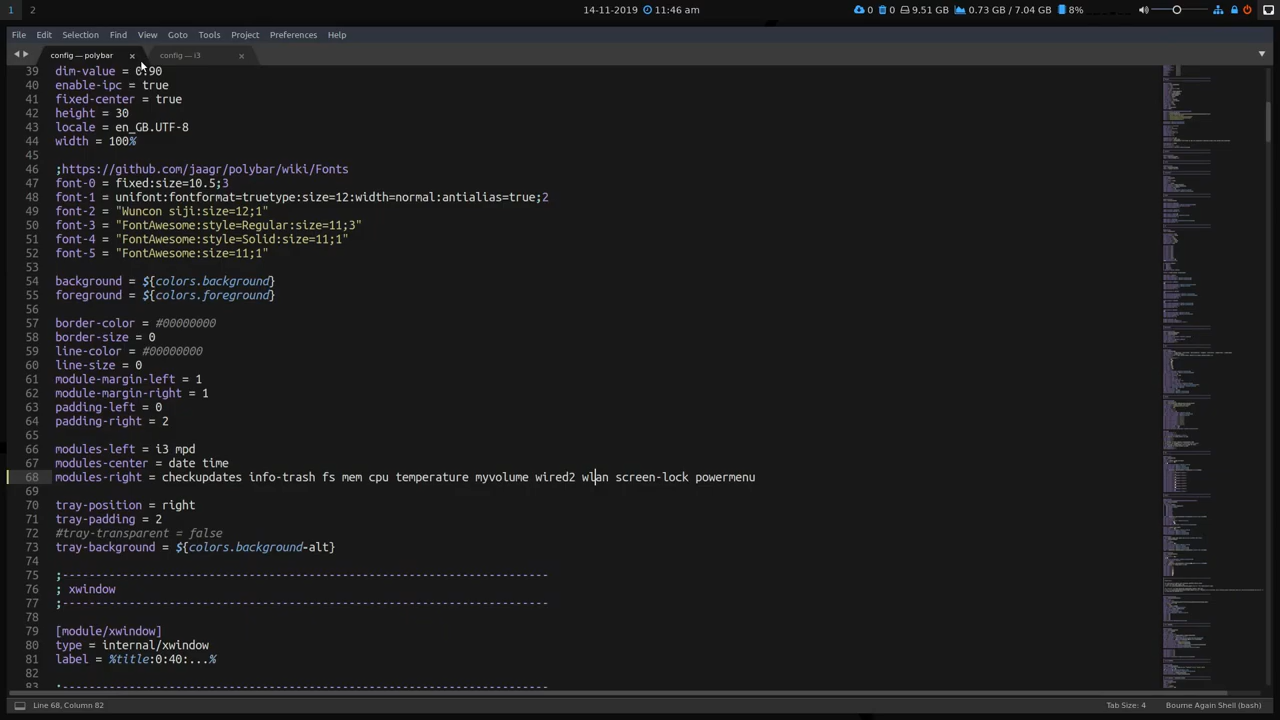 1 2 14-11-2019 11:46 am 0 0 9.51 GB 0.73 GB / 7.04 GB 8%
File Edit Selection Find View Goto Tools Project Preferences Help
config — polybar × config — i3 ×
39 dim-value = 0.90
40 enable-ipc = true
41 fixed-center = true
42 height = 30
43 locale = en_GB.UTF-8
44 width = 100%
45
46 ;https://github.com/jaagr/polybar/wiki/Fonts
47 font-0 = fixed:size=10.5;3
48 font-1 = unifont:fontformat=truetype:size=12:width=normal:antialias=true;2
49 font-2 = "Wuncon siji:size=12;1"
50 font-3 = "FontAwesome:style=Regular:size=11;3"
51 font-4 = "FontAwesome:style=Solid:size=11;1"
52 font-5 = "FontAwesome:size=11;1"
53
54 background = ${colors.background}
55 foreground = ${colors.foreground}
56
57 border-color = #00000000
58 border-size = 0
59 line-color = #00000000
60 line-size = 0
61 module-margin-left = 1
62 module-margin-right = 1
63 padding-left = 0
64 padding-right = 2
65
66 modules-left = i3 mpd
67 modules-center = date time
68 modules-right = fs mem cpu temperature volume wired wlan caps-lock powerm
69
70 tray-position = right
71 tray-padding = 2
72 #tray-transparent = false
73 tray-background = ${colors.background-alt}
74
75 ;----------------------------------------------------------------------
76 ; xwindow
77 ;----------------------------------------------------------------------
78
79 [module/xwindow]
80 type = internal/xwindow
81 label = %title:0:40:...%
82
83 ;----------------------------------------------------------------------
Line 68, Column 82 Tab Size: 4 Bourne Again Shell (bash)